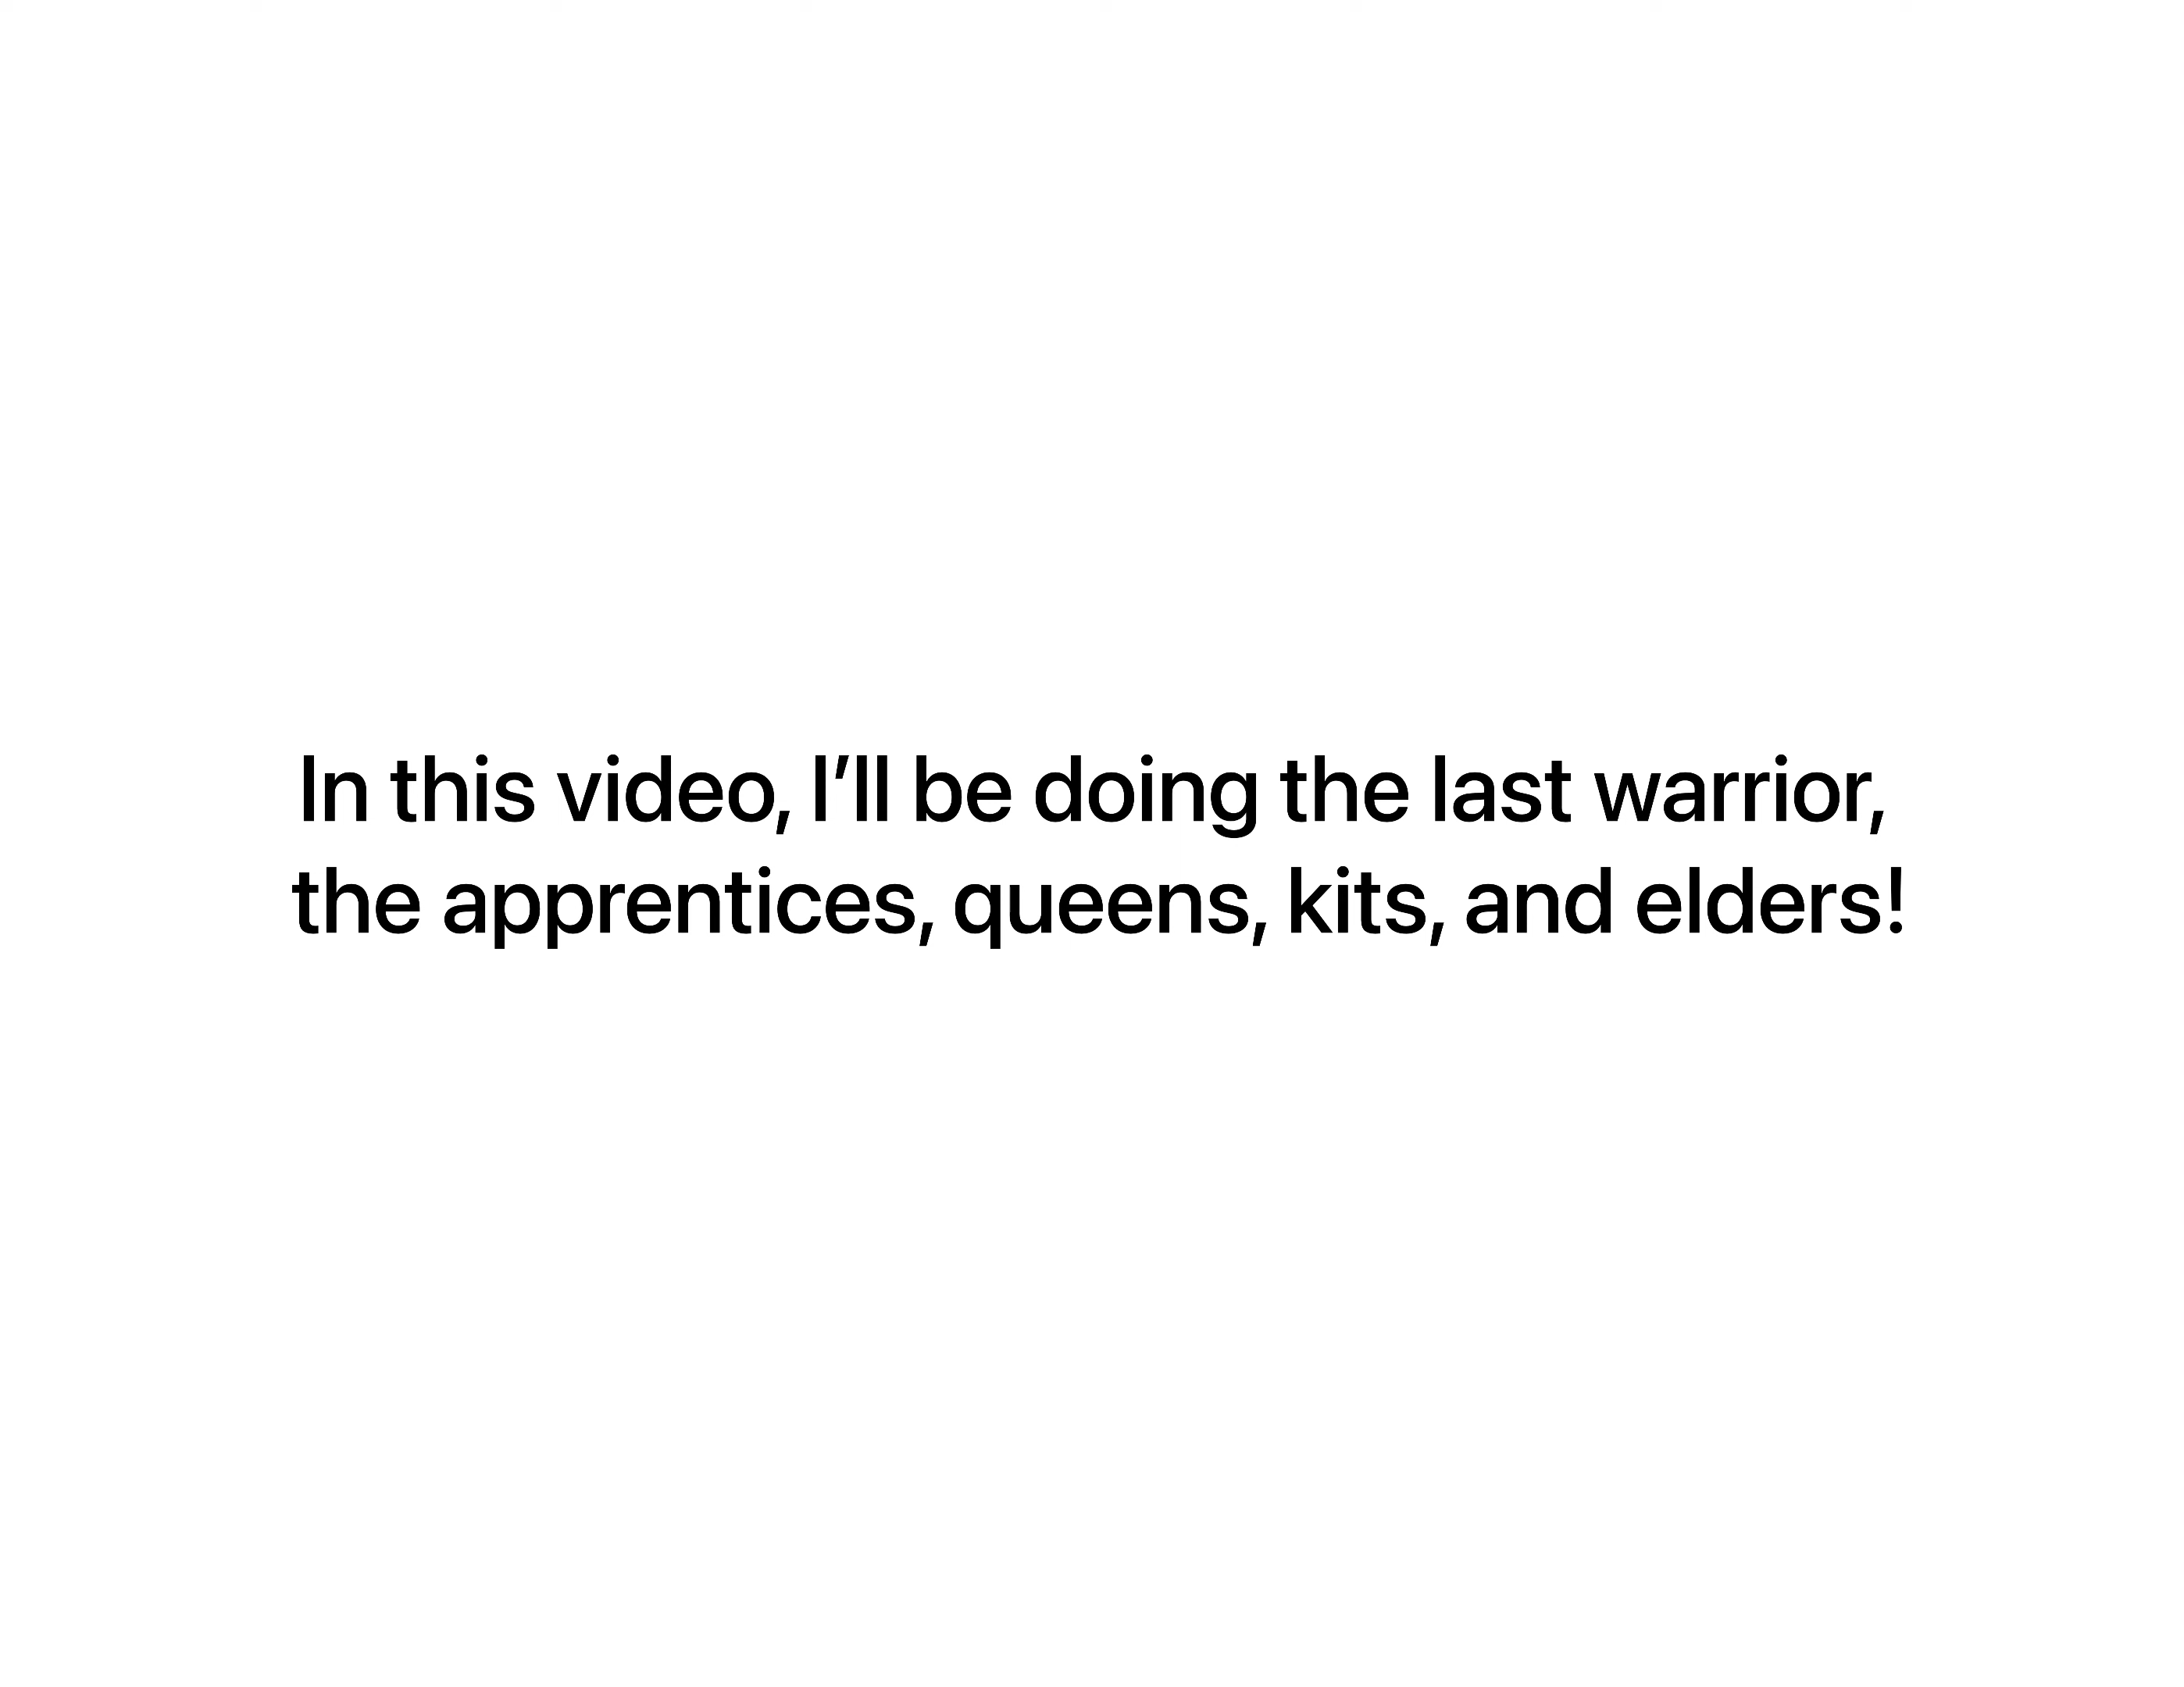 In this video, I’ll be doing the last warrior,
the apprentices, queens, kits, and elders!